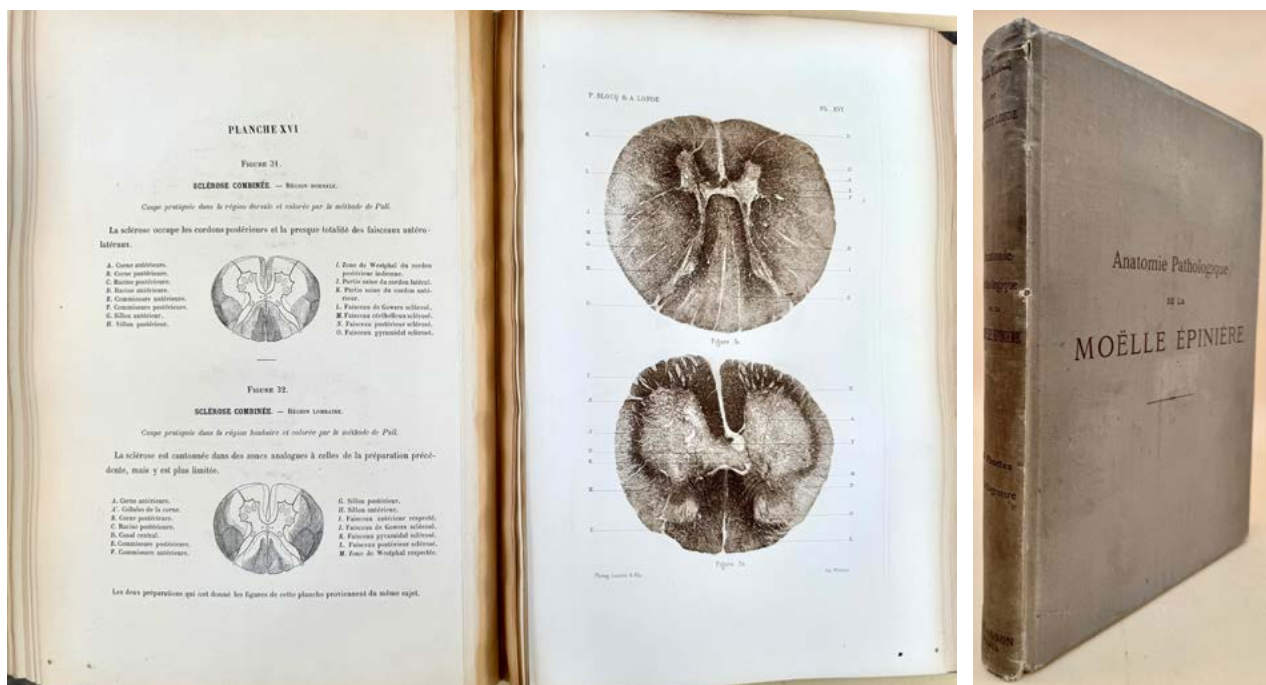 PLANCHE XVI
FIGURE 31.
SCLÉROSE COMBINÉE. — RÉGION DORSALE.
Coupe pratiquée dans la région dorsale et colorée par la méthode de Pall.
La sclérose occupe les cordons postérieurs et la presque totalité des faisceaux antéro-
latéraux.
A. Corne antérieure.
B. Corne postérieure.
C. Racine postérieure.
D. Racine antérieure.
E. Commissure antérieure.
F. Commissure postérieure.
G. Sillon antérieur.
H. Sillon postérieur.
I. Zone de Westphal du cordon
postérieur indemne.
J. Partie saine du cordon latéral.
K. Partie saine du cordon anté-
rieur.
L. Faisceau de Gowers sclérosé.
M. Faisceau cérébelleux sclérosé.
N. Faisceau postérieur sclérosé.
O. Faisceau pyramidal sclérosé.
FIGURE 32.
SCLÉROSE COMBINÉE. — RÉGION LOMBAIRE.
Coupe pratiquée dans la région lombaire et colorée par la méthode de Pall.
La sclérose est cantonnée dans des zones analogues à celles de la préparation précé-
dente, mais y est plus limitée.
A. Corne antérieure.
A'. Cellules de la corne.
B. Corne postérieure.
C. Racine postérieure.
D. Canal central.
E. Commissure postérieure.
F. Commissure antérieure.
G. Sillon postérieur.
H. Sillon antérieur.
I. Faisceau antérieur respecté.
J. Faisceau de Gowers sclérosé.
K. Faisceau pyramidal sclérosé.
L. Faisceau postérieur sclérosé.
M. Zone de Westphal respectée.
Les deux préparations qui ont donné les figures de cette planche proviennent du même sujet.
P. BLOCQ & A. LONDE
PL. XVI
Figure 31
Figure 32
Anatomie Pathologique
DE LA
MOËLLE ÉPINIÈRE